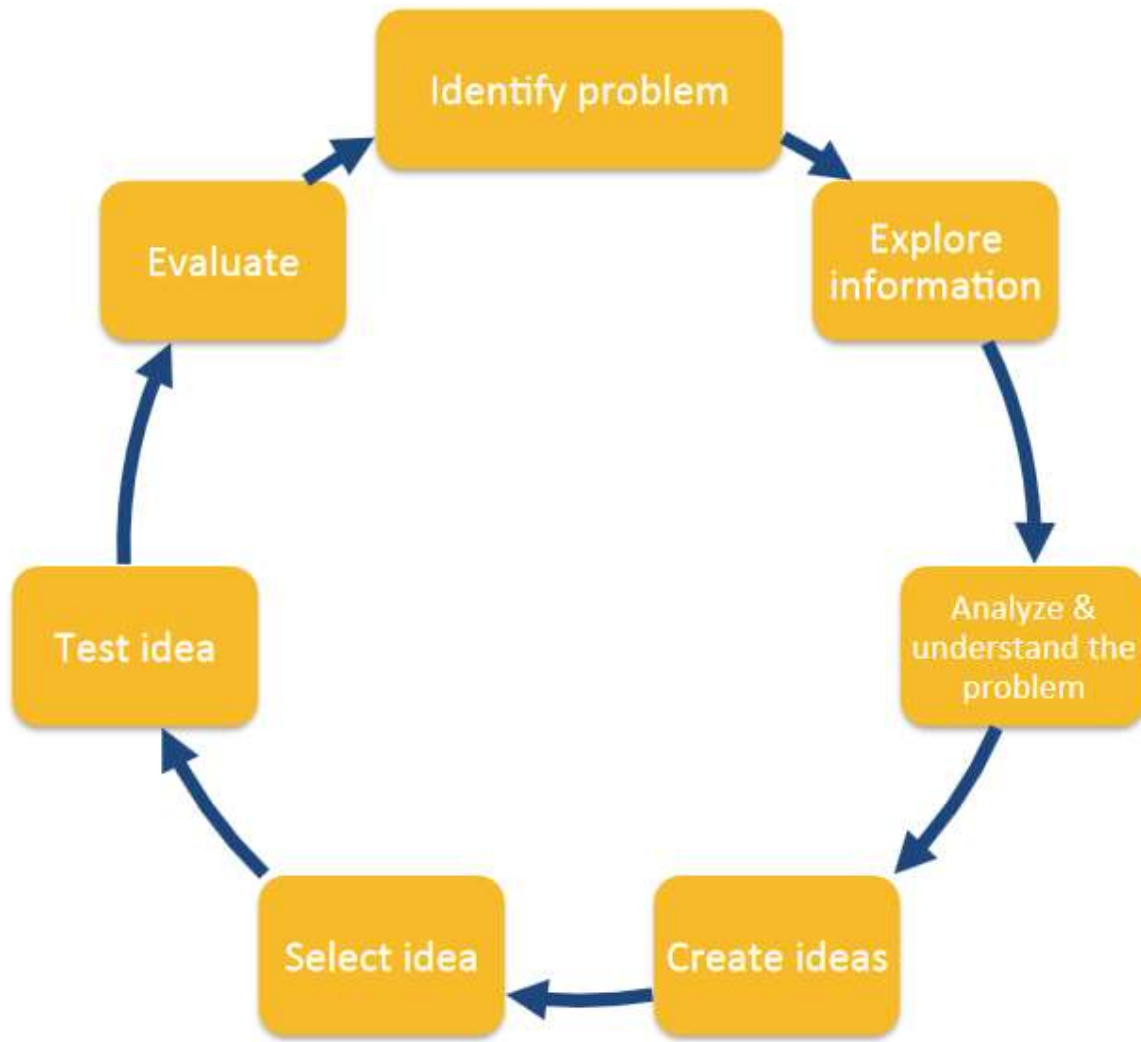 Identify problem
Explore
information
Analyze &
understand the
problem
Create ideas
Select idea
Test idea
Evaluate